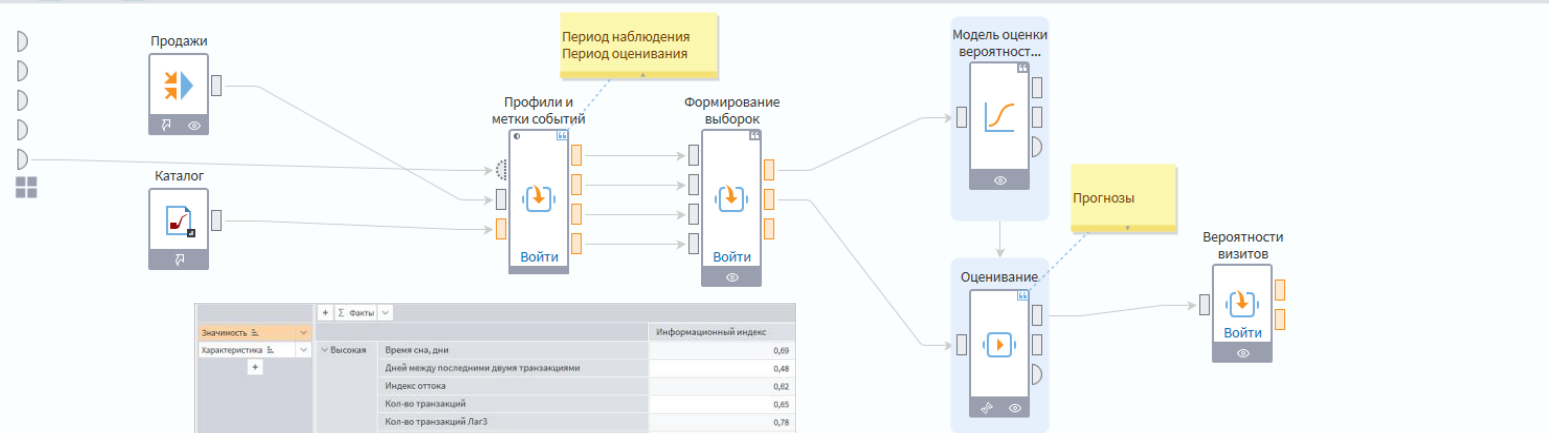 Продажи
Каталог
Период наблюдения
Период оценивания
Профили и
метки событий
Войти
Формирование
выборок
Войти
Модель оценки
вероятност...
Прогнозы
Оценивание
Вероятности
визитов
Войти
+ Σ Факты
Значимость
Информационный индекс
Характеристика
Высокая
Время сна, дни 0,69
+
Дней между последними двумя транзакциями 0,48
Индекс оттока 0,62
Кол-во транзакций 0,65
Кол-во транзакций Лаг3 0,78